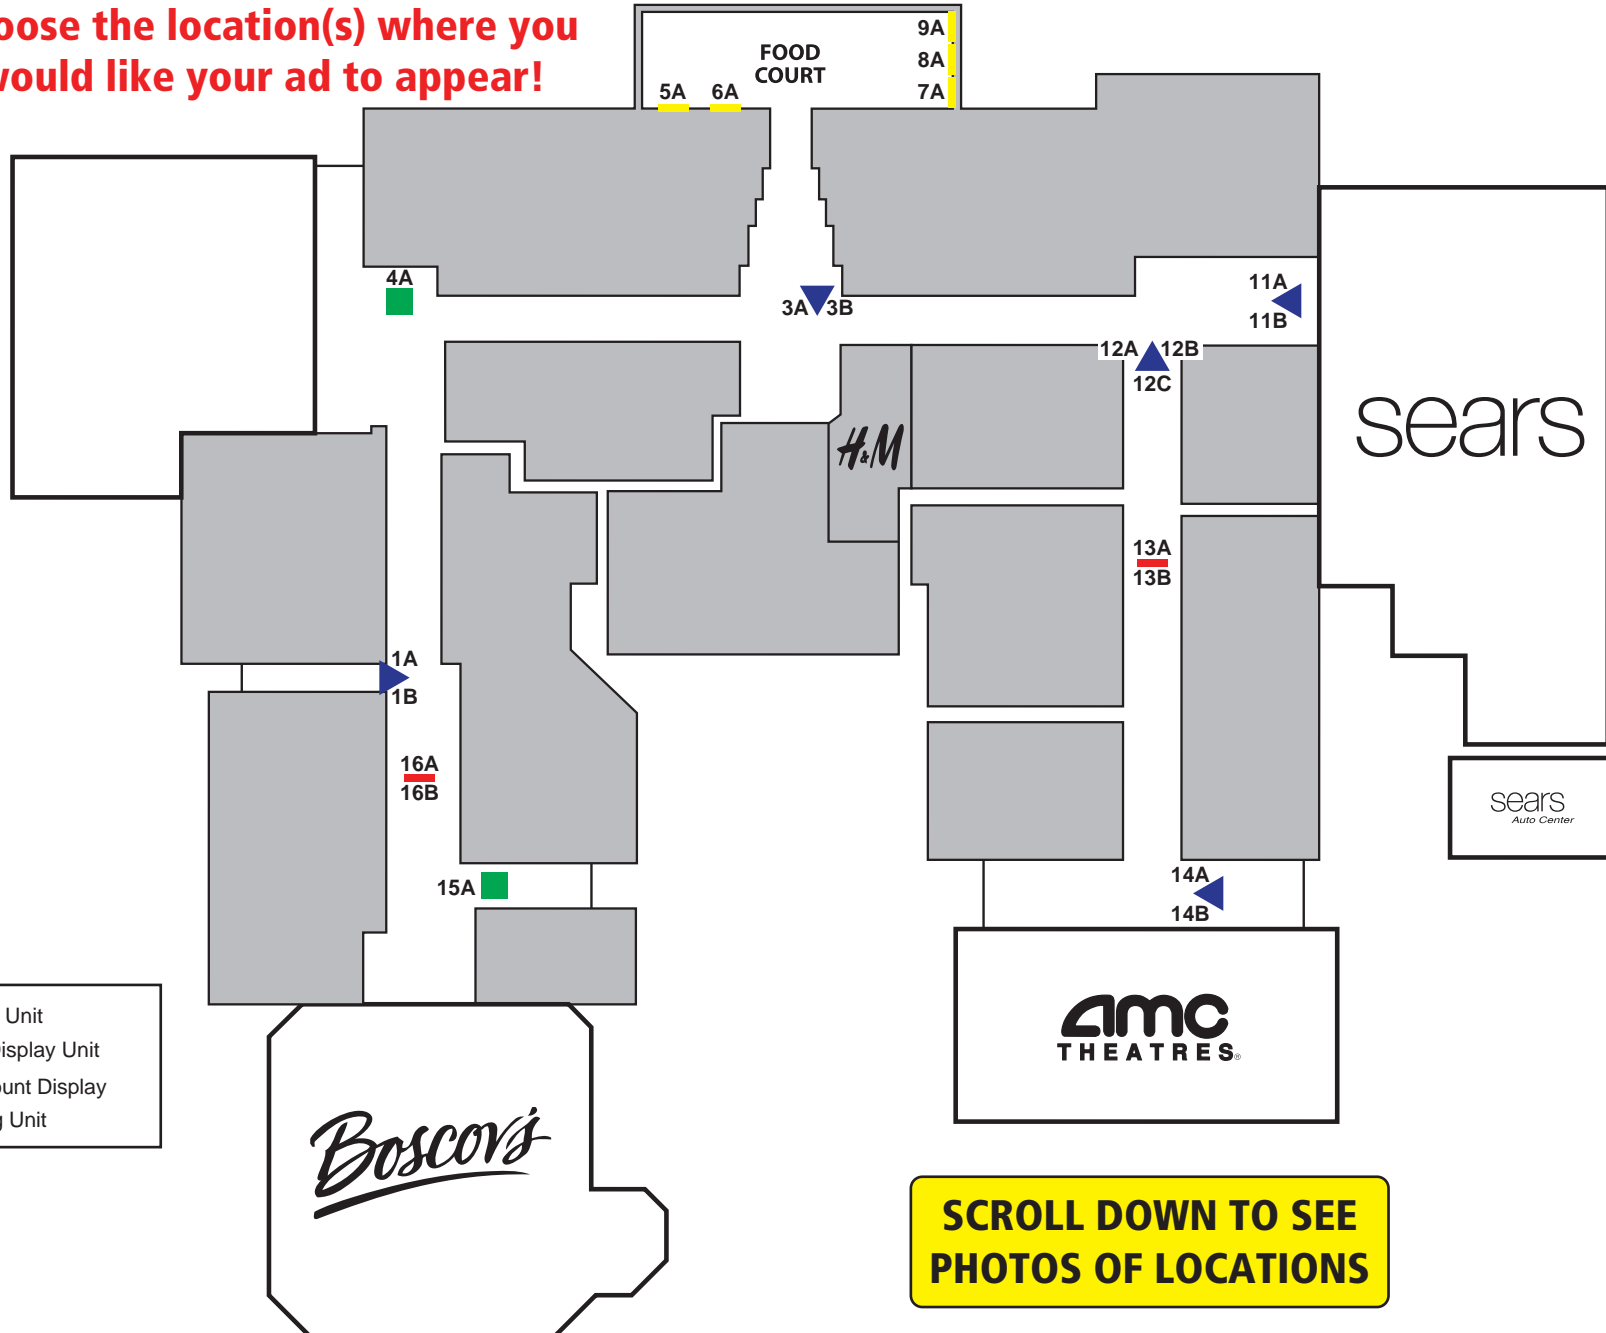 oose the location(s) where you
would like your ad to appear!
FOOD
COURT
9A
8A
7A
5A 6A
4A
3A 3B
11A
11B
12A 12B
12C
H&M
sears
13A
13B
1A
1B
16A
16B
sears
Auto Center
15A
14A
14B
Unit
isplay Unit
ount Display
g Unit
amc
THEATRES®
Boscov's
SCROLL DOWN TO SEE
PHOTOS OF LOCATIONS